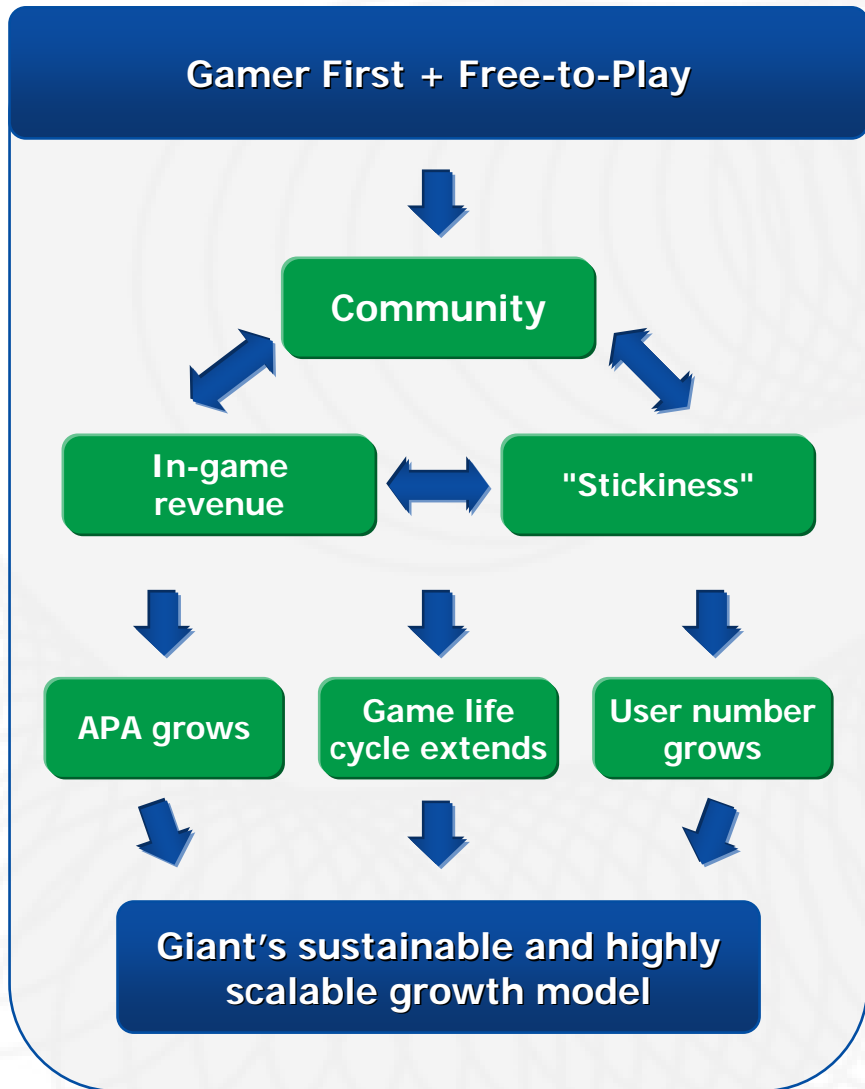 Gamer First + Free-to-Play
Community
In-game
revenue
"Stickiness"
APA grows
Game life
cycle extends
User number
grows
Giant's sustainable and highly
scalable growth model